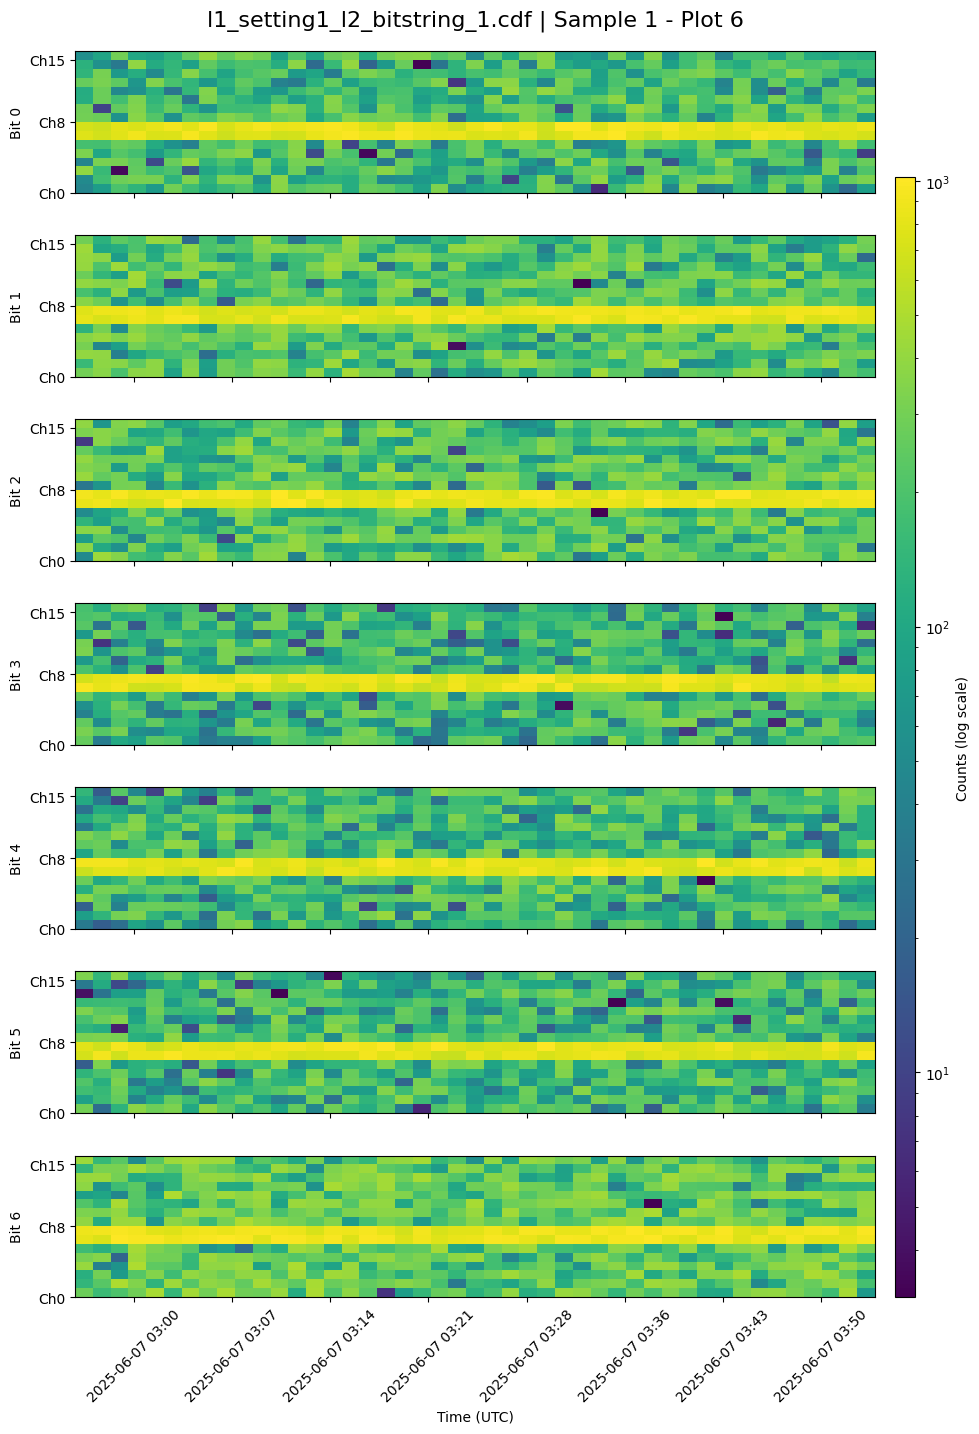 l1_setting1_l2_bitstring_1.cdf | Sample 1 - Plot 6
Bit 0
Ch15
Ch8
Ch0
Bit 1
Ch15
Ch8
Ch0
Bit 2
Ch15
Ch8
Ch0
Bit 3
Ch15
Ch8
Ch0
Bit 4
Ch15
Ch8
Ch0
Bit 5
Ch15
Ch8
Ch0
Bit 6
Ch15
Ch8
Ch0
2025-06-07 03:00
2025-06-07 03:07
2025-06-07 03:14
2025-06-07 03:21
2025-06-07 03:28
2025-06-07 03:36
2025-06-07 03:43
2025-06-07 03:50
Time (UTC)
10³
10²
10¹
Counts (log scale)